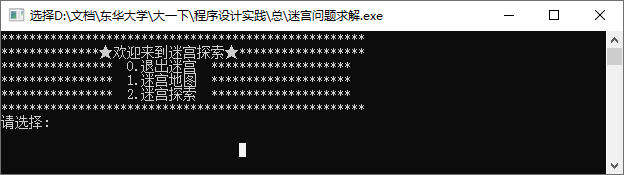 选择D:\文档\东华大学\大一下\程序设计实践\总\迷宫问题求解.exe
****************************************************
**************★欢迎来到迷宫探索★******************
****************  0.退出迷宫  ********************
****************  1.迷宫地图  ********************
****************  2.迷宫探索  ********************
****************************************************
请选择: